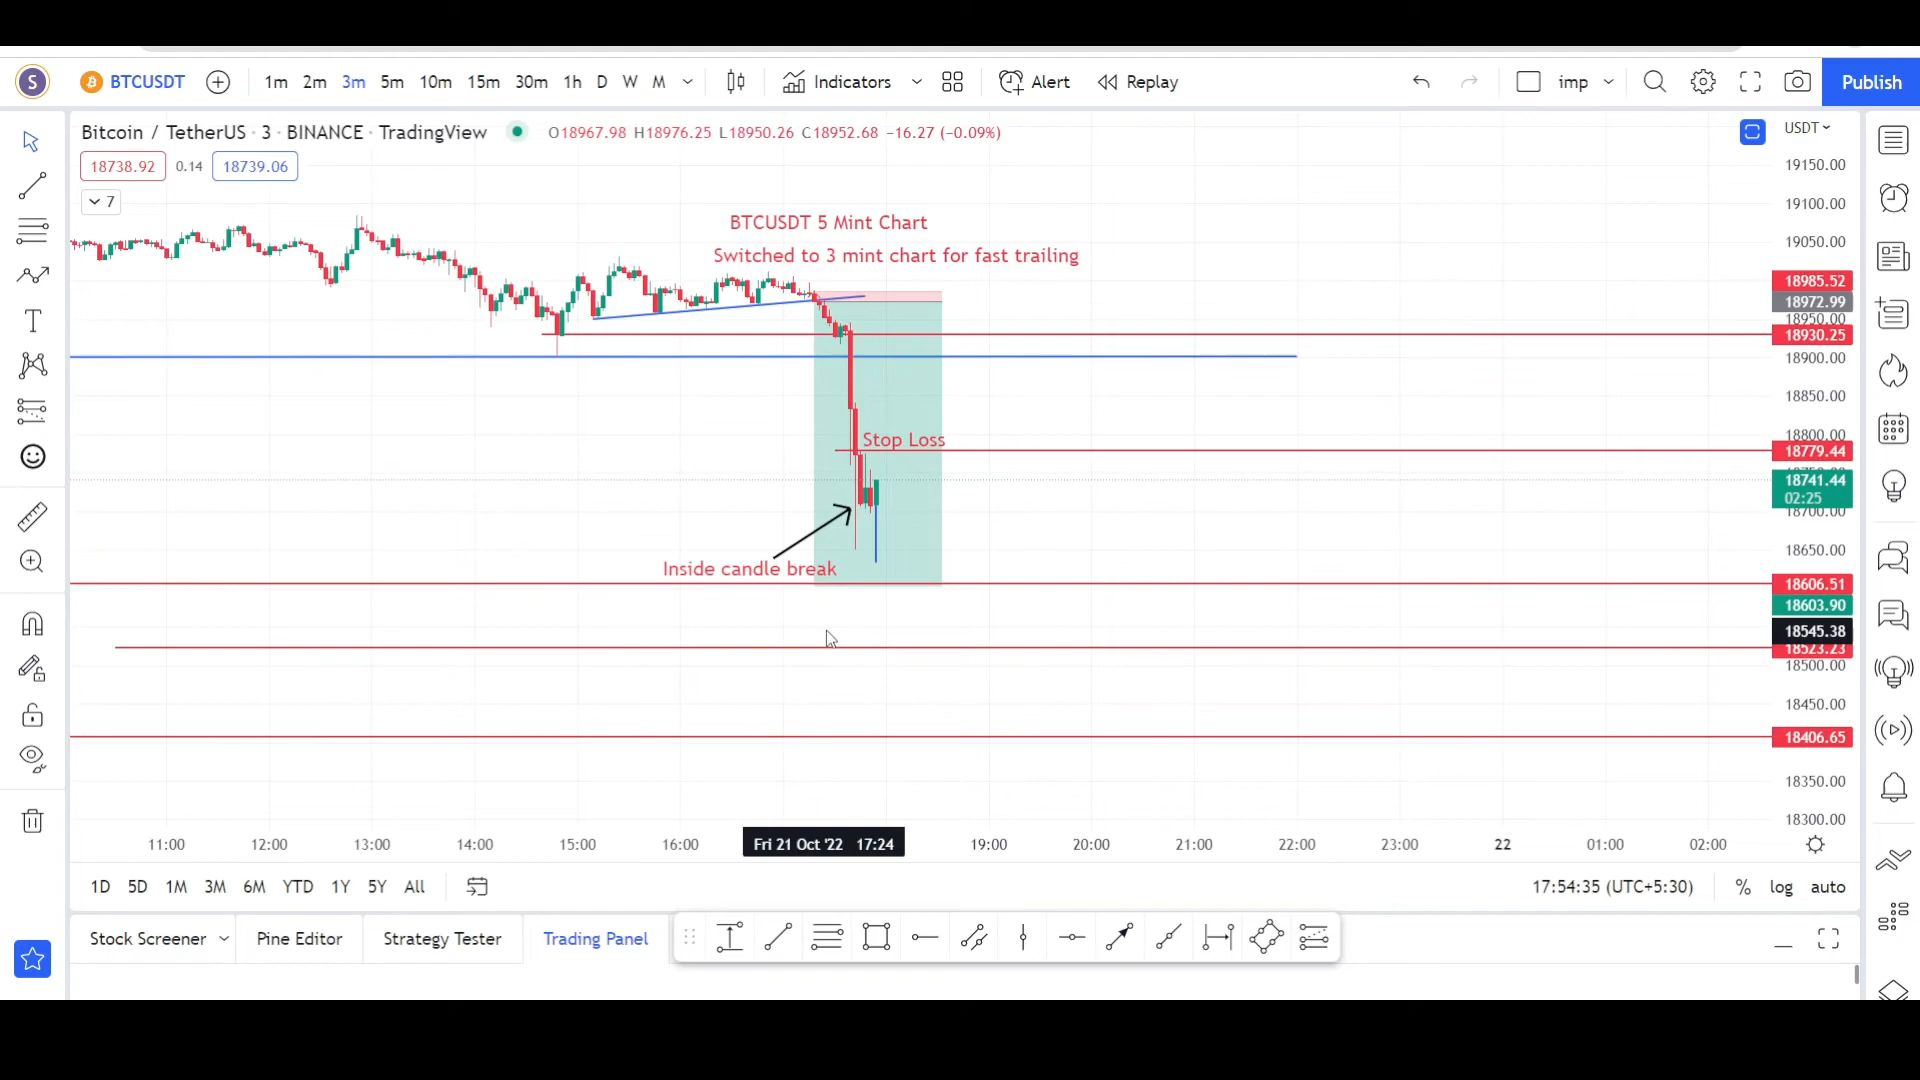 S BTCUSDT 1m 2m 3m 5m 10m 15m 30m 1h D W M Indicators Alert Replay imp Publish
Bitcoin / TetherUS · 3 · BINANCE · TradingView O18967.98 H18976.25 L18950.26 C18952.68 −16.27 (−0.09%) USDT
18738.92 0.14 18739.06
7
19150.00
19100.00
19050.00
BTCUSDT 5 Mint Chart
Switched to 3 mint chart for fast trailing
18985.52
18972.99
18950.00
18930.25
18900.00
18850.00
18800.00
Stop Loss
18779.44
18741.44
02:25
18700.00
18650.00
Inside candle break
18606.51
18603.90
18545.38
18523.23
18500.00
18450.00
18406.65
18350.00
18300.00
11:00 12:00 13:00 14:00 15:00 16:00 Fri 21 Oct '22 17:24 19:00 20:00 21:00 22:00 23:00 22 01:00 02:00
1D 5D 1M 3M 6M YTD 1Y 5Y All 17:54:35 (UTC+5:30) % log auto
Stock Screener Pine Editor Strategy Tester Trading Panel